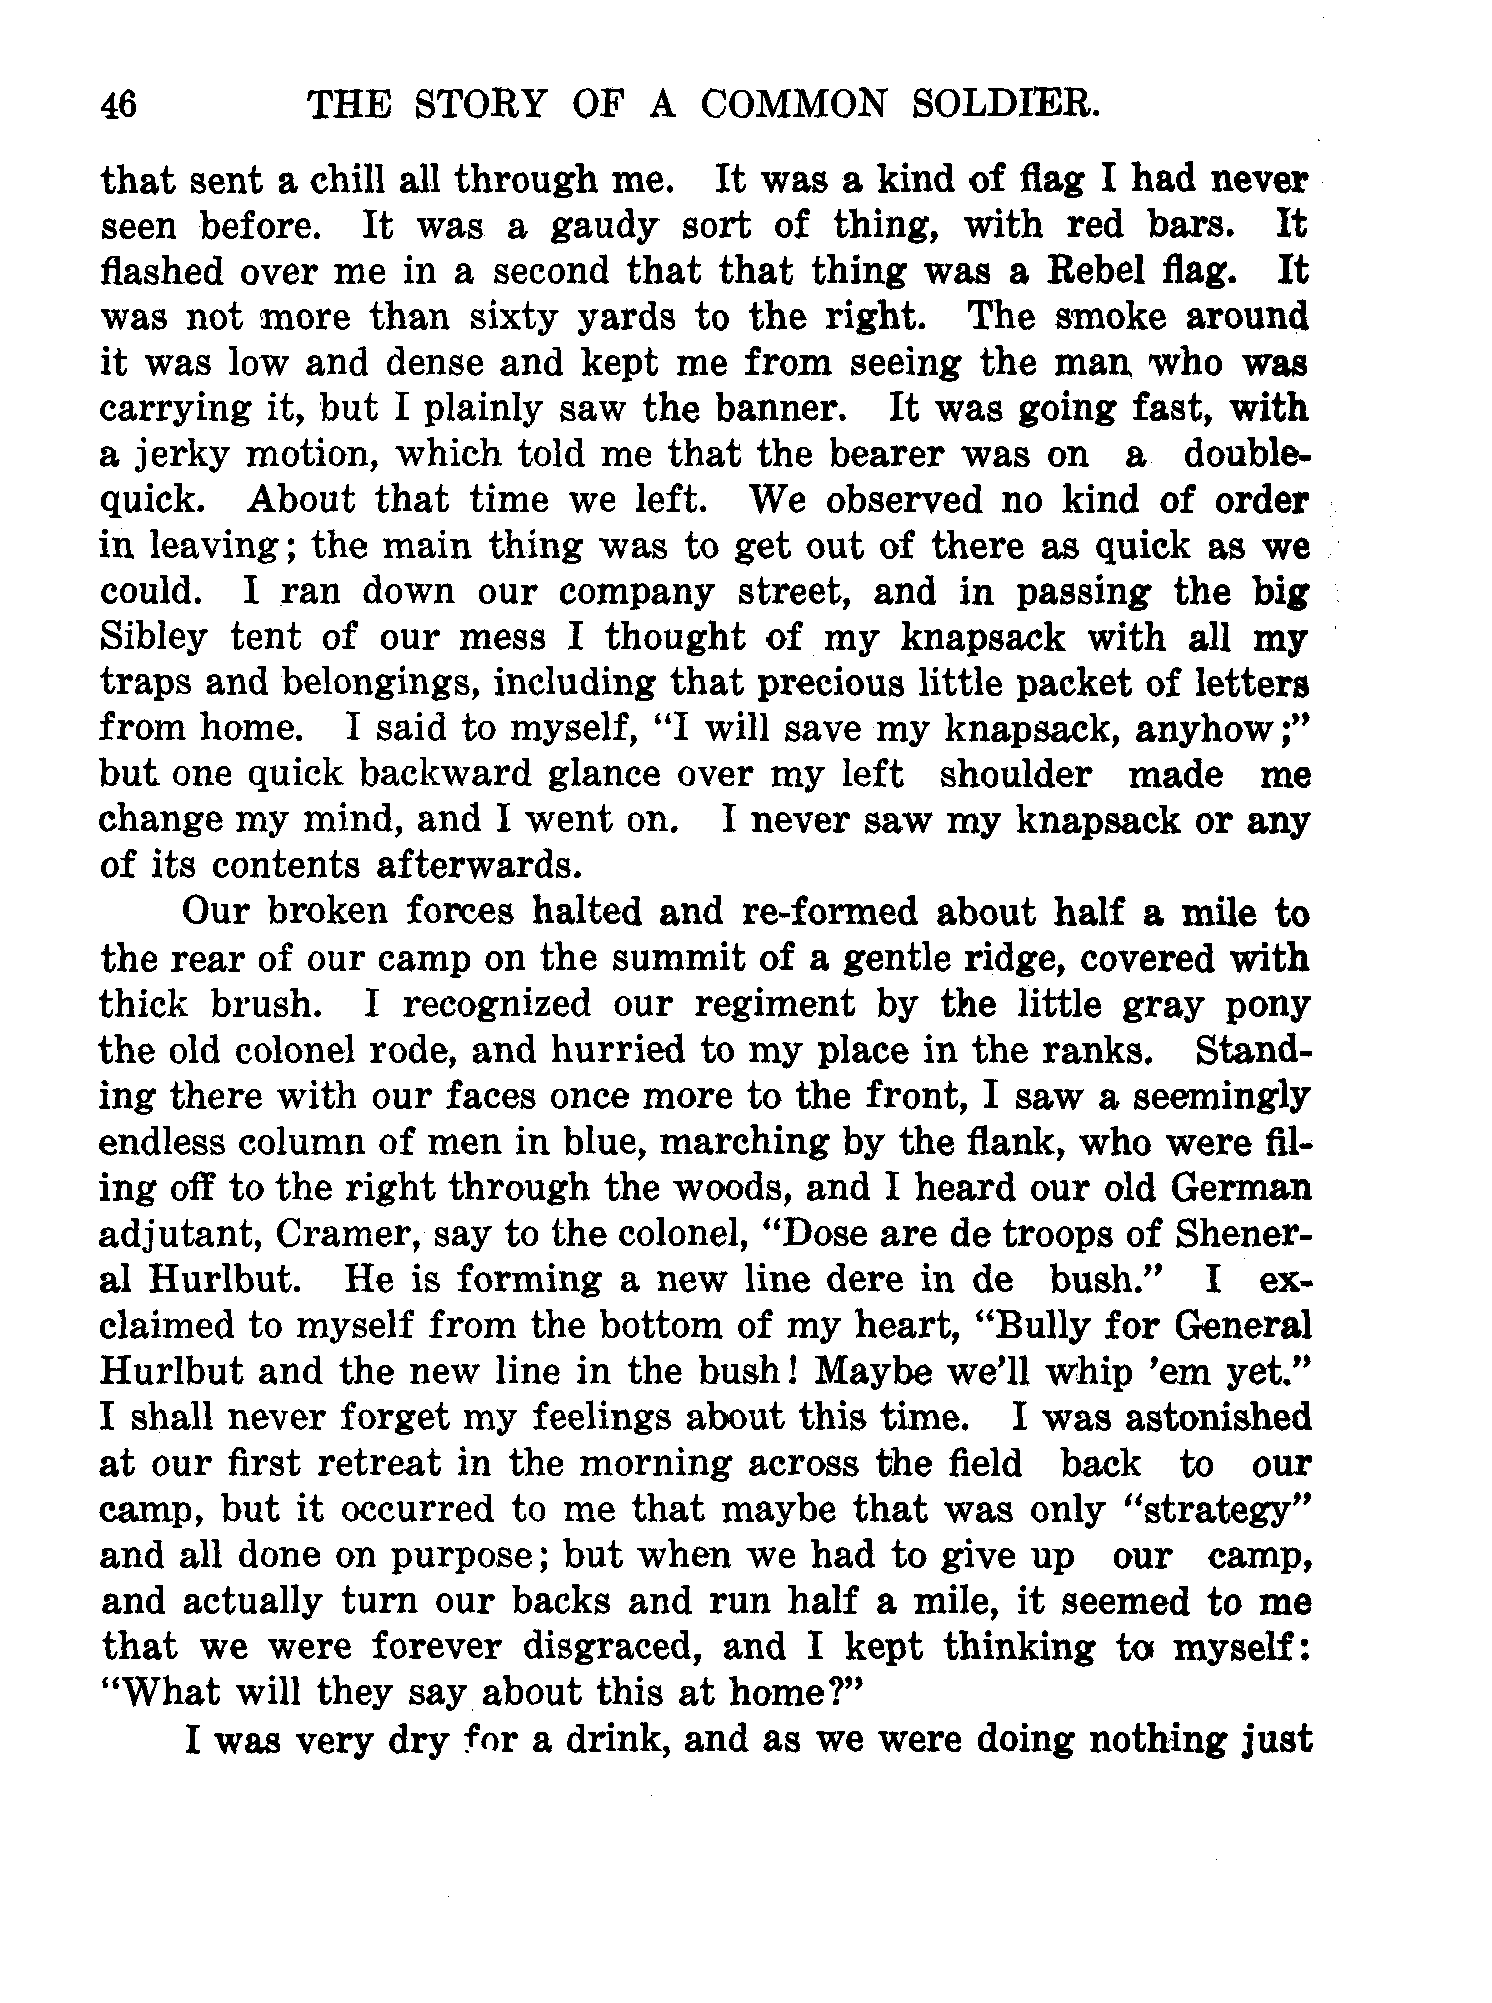 46 THE STORY OF A COMMON SOLDIER.
that sent a chill all through me. It was a kind of flag I had never
seen before. It was a gaudy sort of thing, with red bars. It
flashed over me in a second that that thing was a Rebel flag. It
was not more than sixty yards to the right. The smoke around
it was low and dense and kept me from seeing the man who was
carrying it, but I plainly saw the banner. It was going fast, with
a jerky motion, which told me that the bearer was on a double-
quick. About that time we left. We observed no kind of order
in leaving; the main thing was to get out of there as quick as we
could. I ran down our company street, and in passing the big
Sibley tent of our mess I thought of my knapsack with all my
traps and belongings, including that precious little packet of letters
from home. I said to myself, "I will save my knapsack, anyhow;"
but one quick backward glance over my left shoulder made me
change my mind, and I went on. I never saw my knapsack or any
of its contents afterwards.
Our broken forces halted and re-formed about half a mile to
the rear of our camp on the summit of a gentle ridge, covered with
thick brush. I recognized our regiment by the little gray pony
the old colonel rode, and hurried to my place in the ranks. Stand-
ing there with our faces once more to the front, I saw a seemingly
endless column of men in blue, marching by the flank, who were fil-
ing off to the right through the woods, and I heard our old German
adjutant, Cramer, say to the colonel, "Dose are de troops of Shener-
al Hurlbut. He is forming a new line dere in de bush." I ex-
claimed to myself from the bottom of my heart, "Bully for General
Hurlbut and the new line in the bush! Maybe we'll whip 'em yet."
I shall never forget my feelings about this time. I was astonished
at our first retreat in the morning across the field back to our
camp, but it occurred to me that maybe that was only "strategy"
and all done on purpose; but when we had to give up our camp,
and actually turn our backs and run half a mile, it seemed to me
that we were forever disgraced, and I kept thinking to myself:
"What will they say about this at home?"
I was very dry for a drink, and as we were doing nothing just